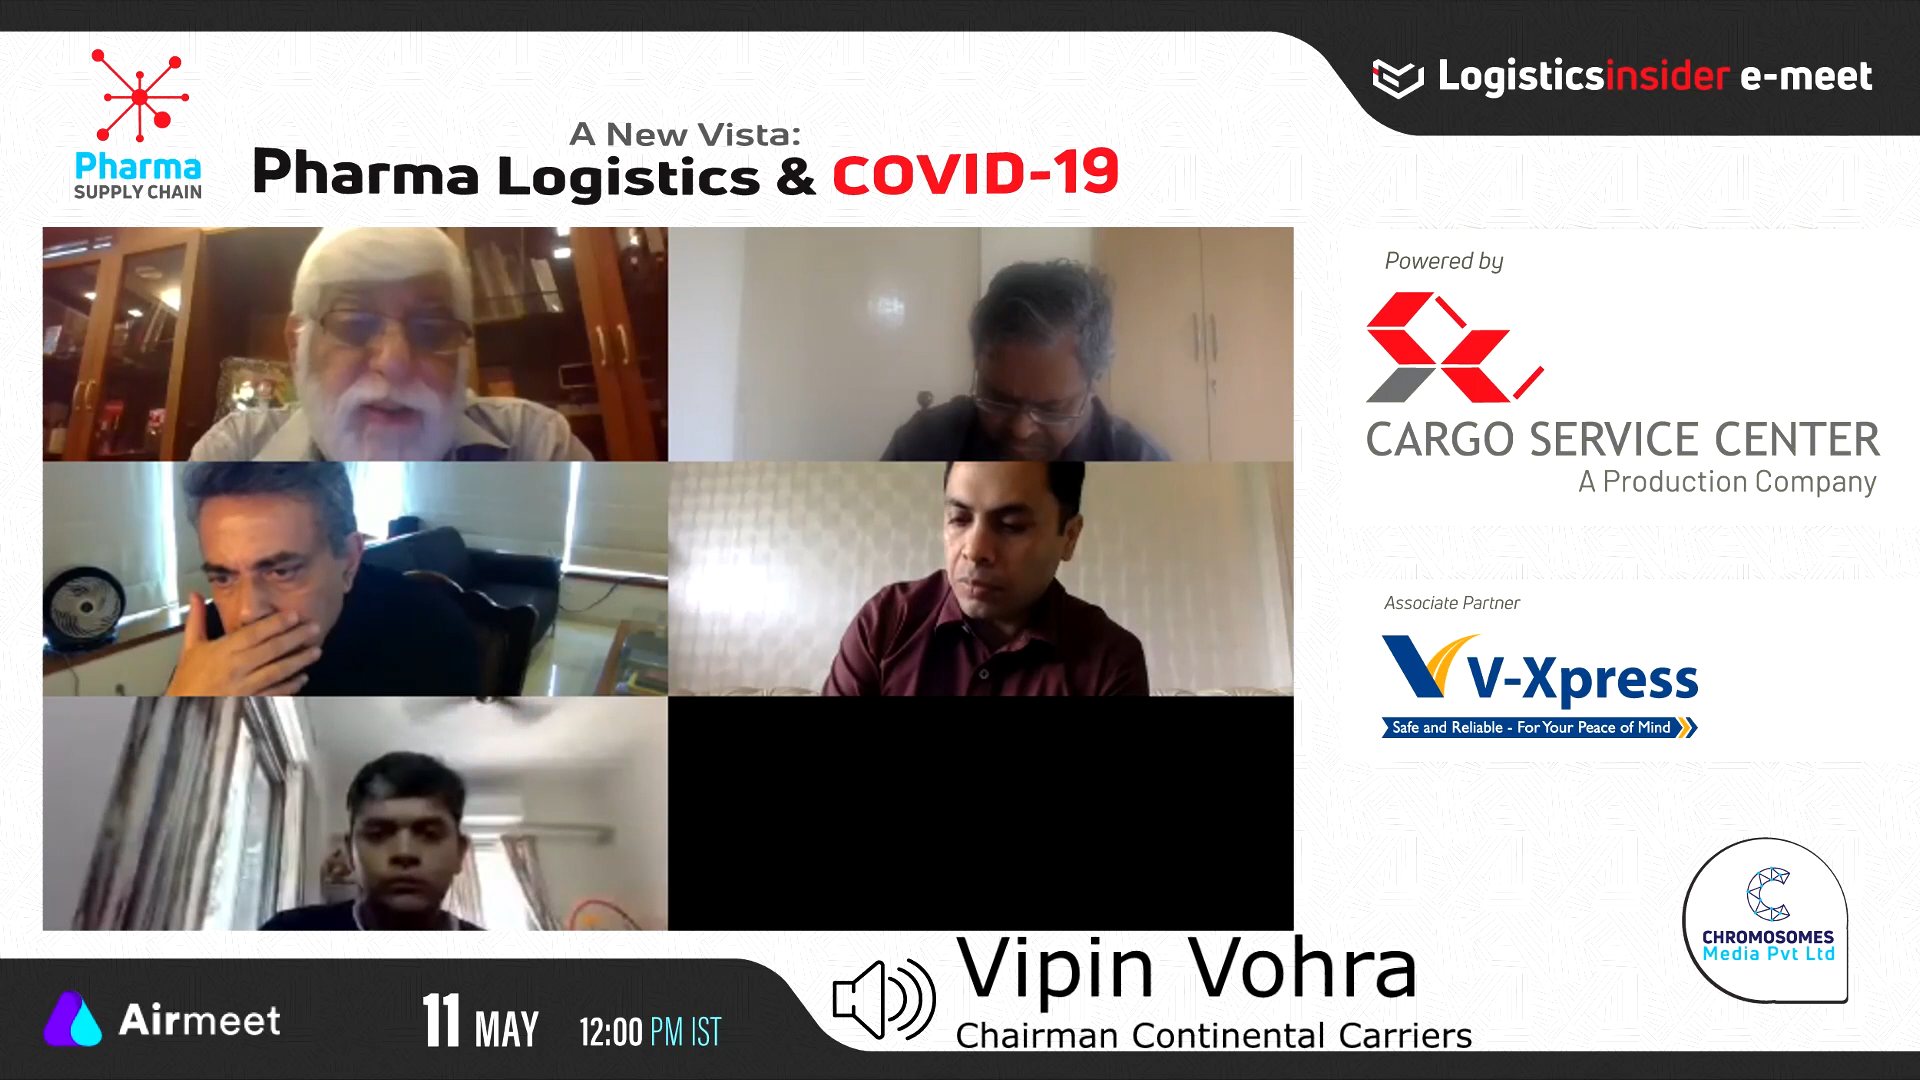 Logisticsinsider e-meet
Pharma
SUPPLY CHAIN
A New Vista:
Pharma Logistics & COVID-19
Powered by
CARGO SERVICE CENTER
A Production Company
Associate Partner
V-Xpress
Safe and Reliable - For Your Peace of Mind
CHROMOSOMES
Media Pvt Ltd
Airmeet
11 MAY
12:00 PM IST
Vipin Vohra
Chairman Continental Carriers